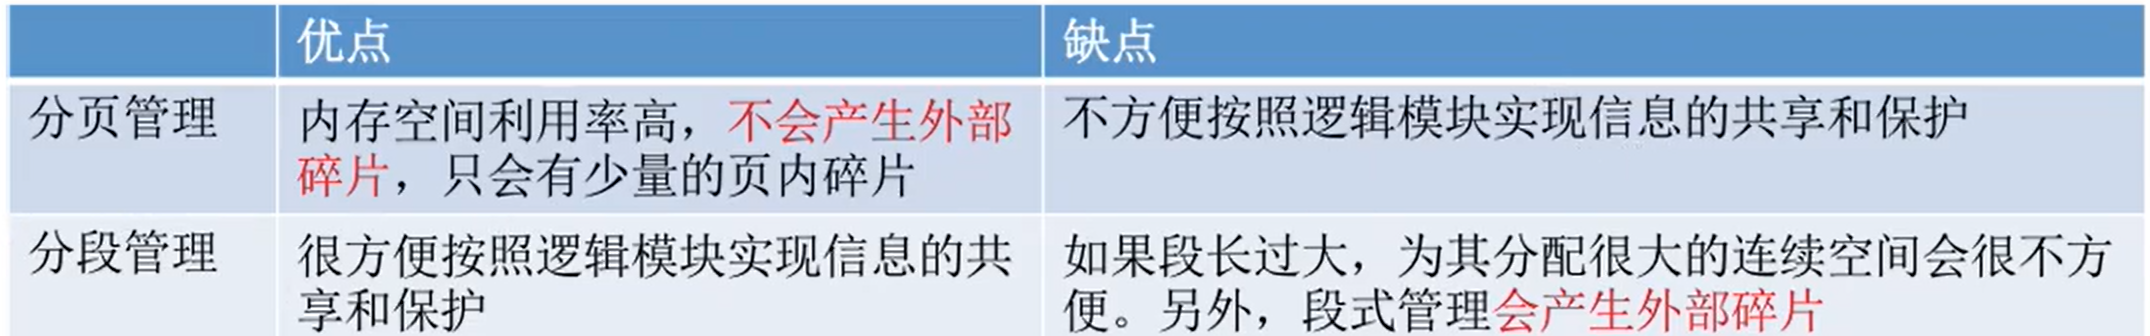 优点
缺点
分页管理
内存空间利用率高，不会产生外部
碎片，只会有少量的页内碎片
不方便按照逻辑模块实现信息的共享和保护
分段管理
很方便按照逻辑模块实现信息的共
享和保护
如果段长过大，为其分配很大的连续空间会很不方
便。另外，段式管理会产生外部碎片